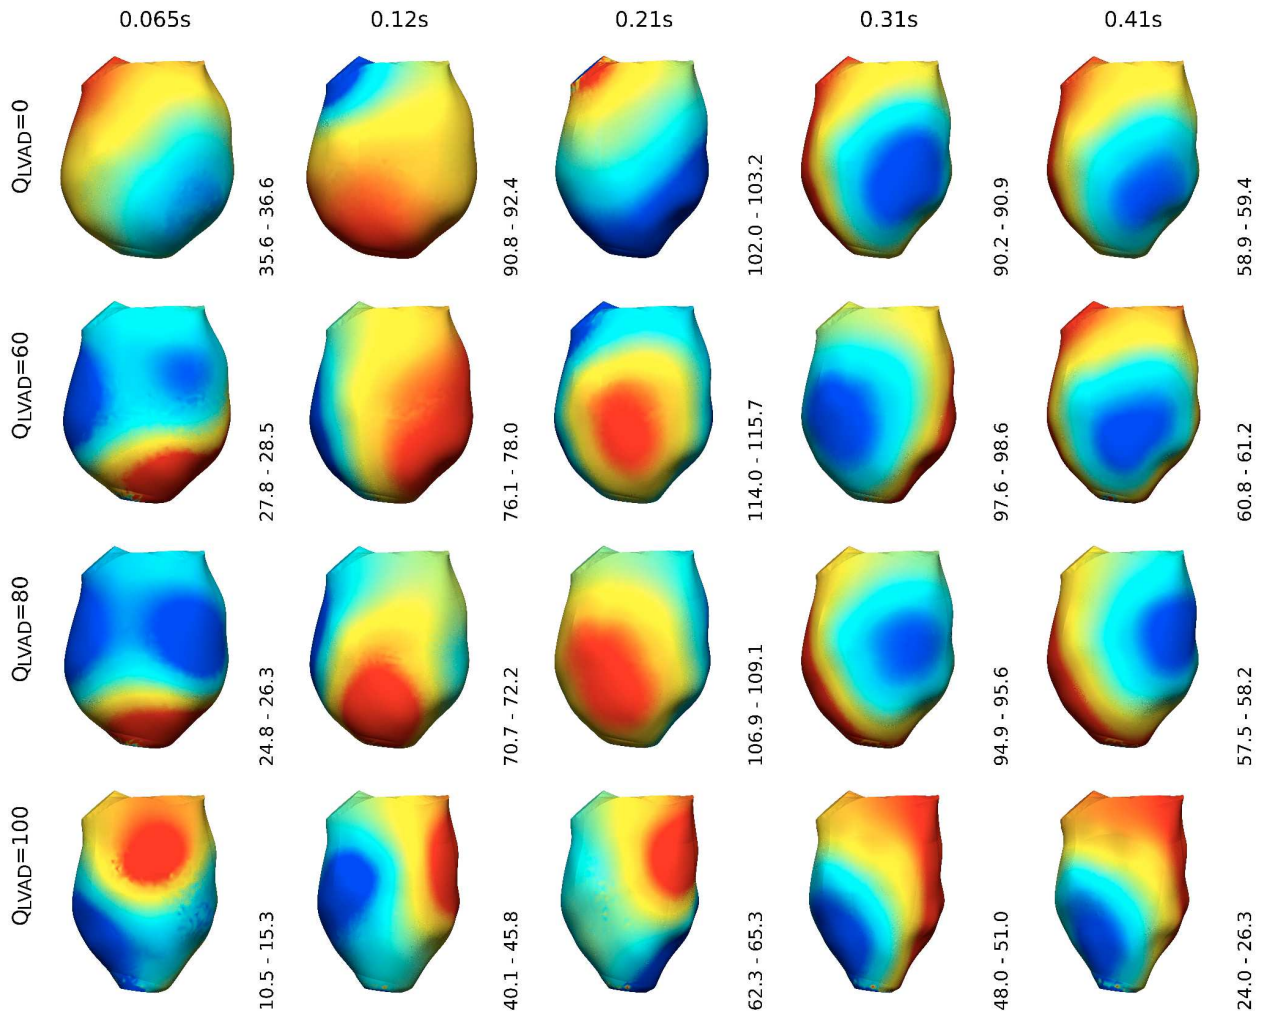 0.065s 0.12s 0.21s 0.31s 0.41s
QLVAD=0
35.6 - 36.6
90.8 - 92.4
102.0 - 103.2
90.2 - 90.9
58.9 - 59.4
QLVAD=60
27.8 - 28.5
76.1 - 78.0
114.0 - 115.7
97.6 - 98.6
60.8 - 61.2
QLVAD=80
24.8 - 26.3
70.7 - 72.2
106.9 - 109.1
94.9 - 95.6
57.5 - 58.2
QLVAD=100
10.5 - 15.3
40.1 - 45.8
62.3 - 65.3
48.0 - 51.0
24.0 - 26.3